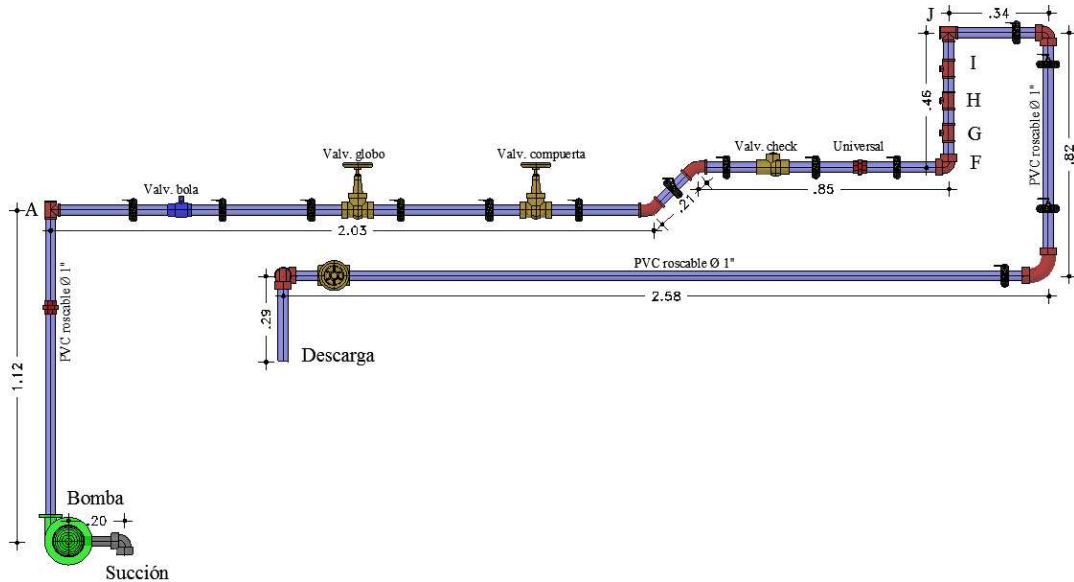 J
.34
I
H
G
F
.46
PVC roscable Ø 1"
.82
Valv. globo
Valv. compuerta
Valv. check
Universal
Valv. bola
.85
.21
A
2.03
PVC roscable Ø 1"
2.58
PVC roscable Ø 1"
.29
Descarga
1.12
Bomba
.20
Succión